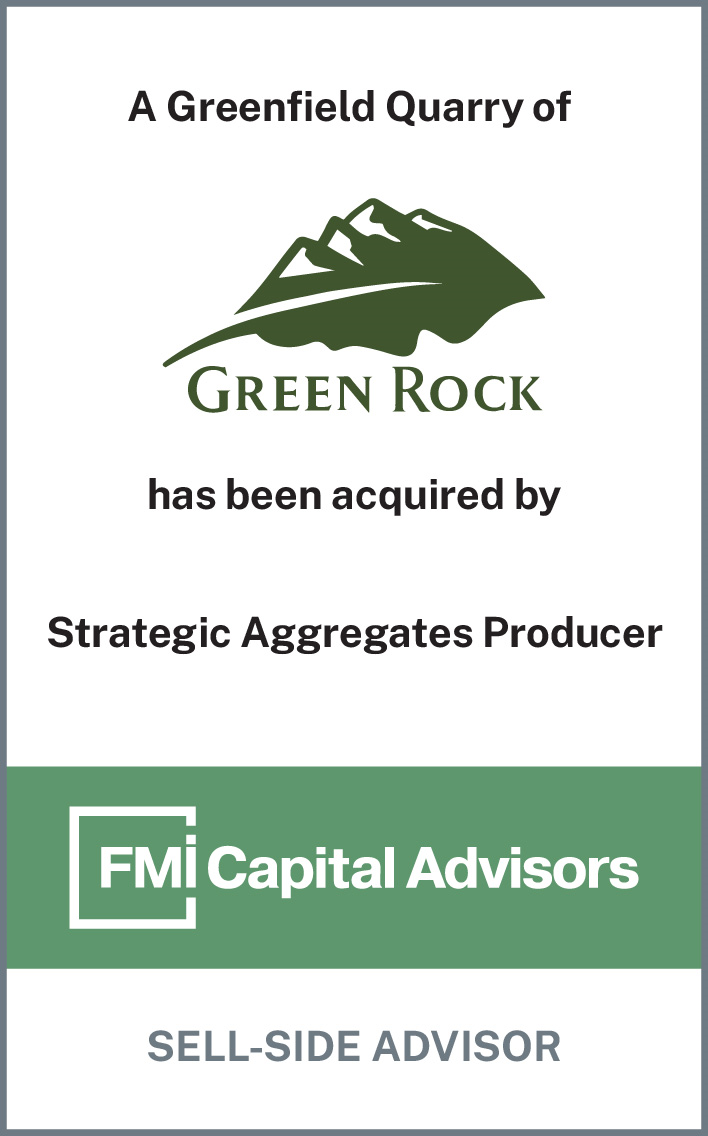 A Greenfield Quarry of
GREEN ROCK
has been acquired by
Strategic Aggregates Producer
FMI Capital Advisors
SELL-SIDE ADVISOR